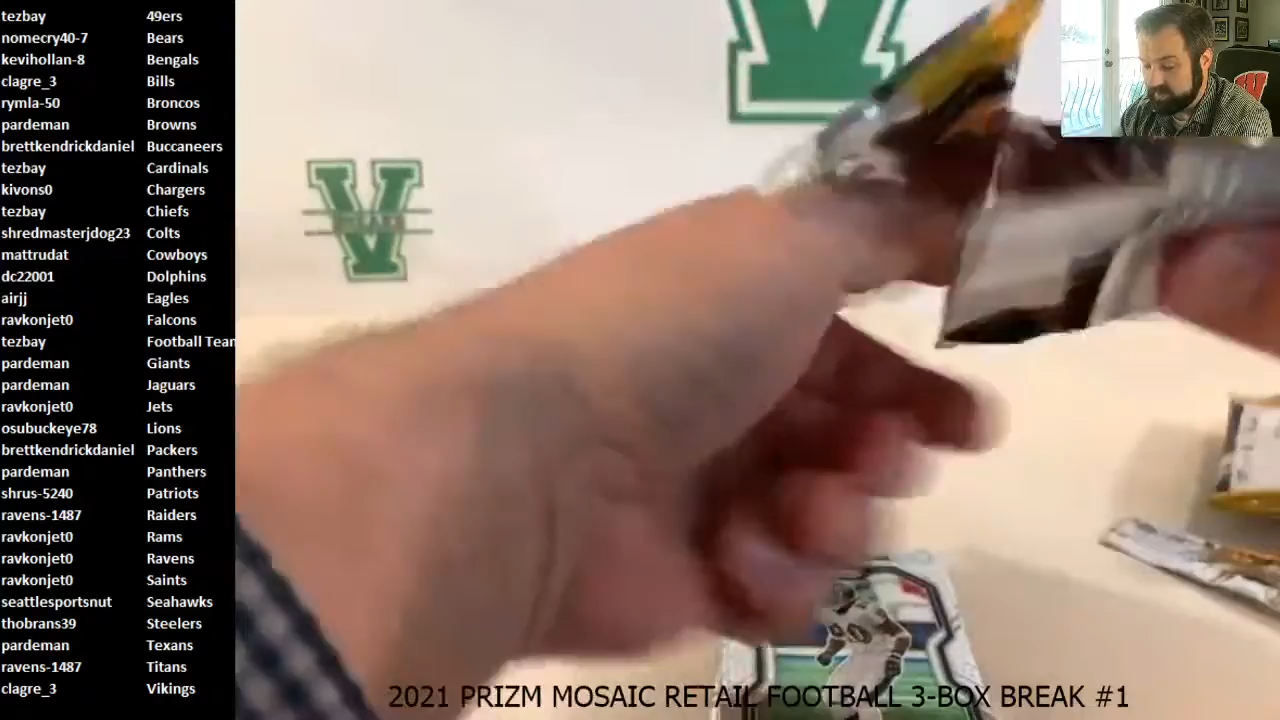 tezbay 49ers
nomecry40-7 Bears
kevihollan-8 Bengals
clagre_3 Bills
rymla-50 Broncos
pardeman Browns
brettkendrickdaniel Buccaneers
tezbay Cardinals
kivons0 Chargers
tezbay Chiefs
shredmasterjdog23 Colts
mattrudat Cowboys
dc22001 Dolphins
airjj Eagles
ravkonjet0 Falcons
tezbay Football Team
pardeman Giants
pardeman Jaguars
ravkonjet0 Jets
osubuckeye78 Lions
brettkendrickdaniel Packers
pardeman Panthers
shrus-5240 Patriots
ravens-1487 Raiders
ravkonjet0 Rams
ravkonjet0 Ravens
ravkonjet0 Saints
seattlesportsnut Seahawks
thobrans39 Steelers
pardeman Texans
ravens-1487 Titans
clagre_3 Vikings
V
V
W
2021 PRIZM MOSAIC RETAIL FOOTBALL 3-BOX BREAK #1